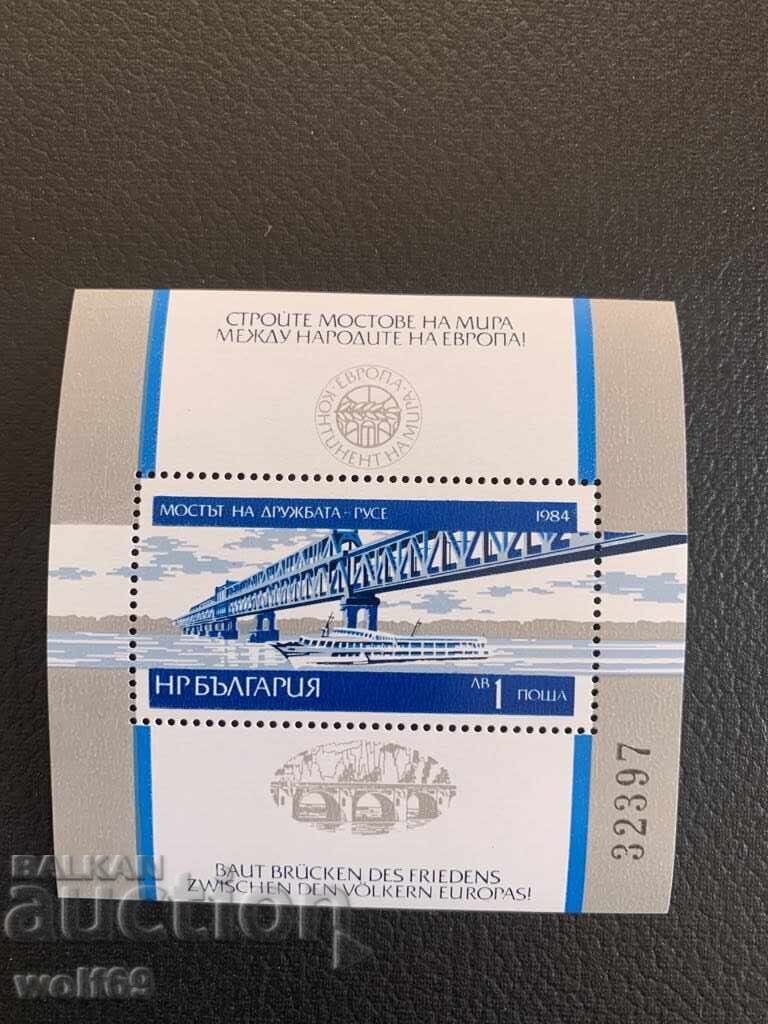 СТРОЙТЕ МОСТОВЕ НА МИРА
МЕЖДУ НАРОДИТЕ НА ЕВРОПА!
·ЕВРОПА·
КОНТИНЕНТ НА МИРА
МОСТЪТ НА ДРУЖБАТА - РУСЕ 1984
НР БЪЛГАРИЯ ЛВ 1 ПОЩА
32397
BAUT BRÜCKEN DES FRIEDENS
ZWISCHEN DEN VÖLKERN EUROPAS!
BALKAN
auction
wolf69